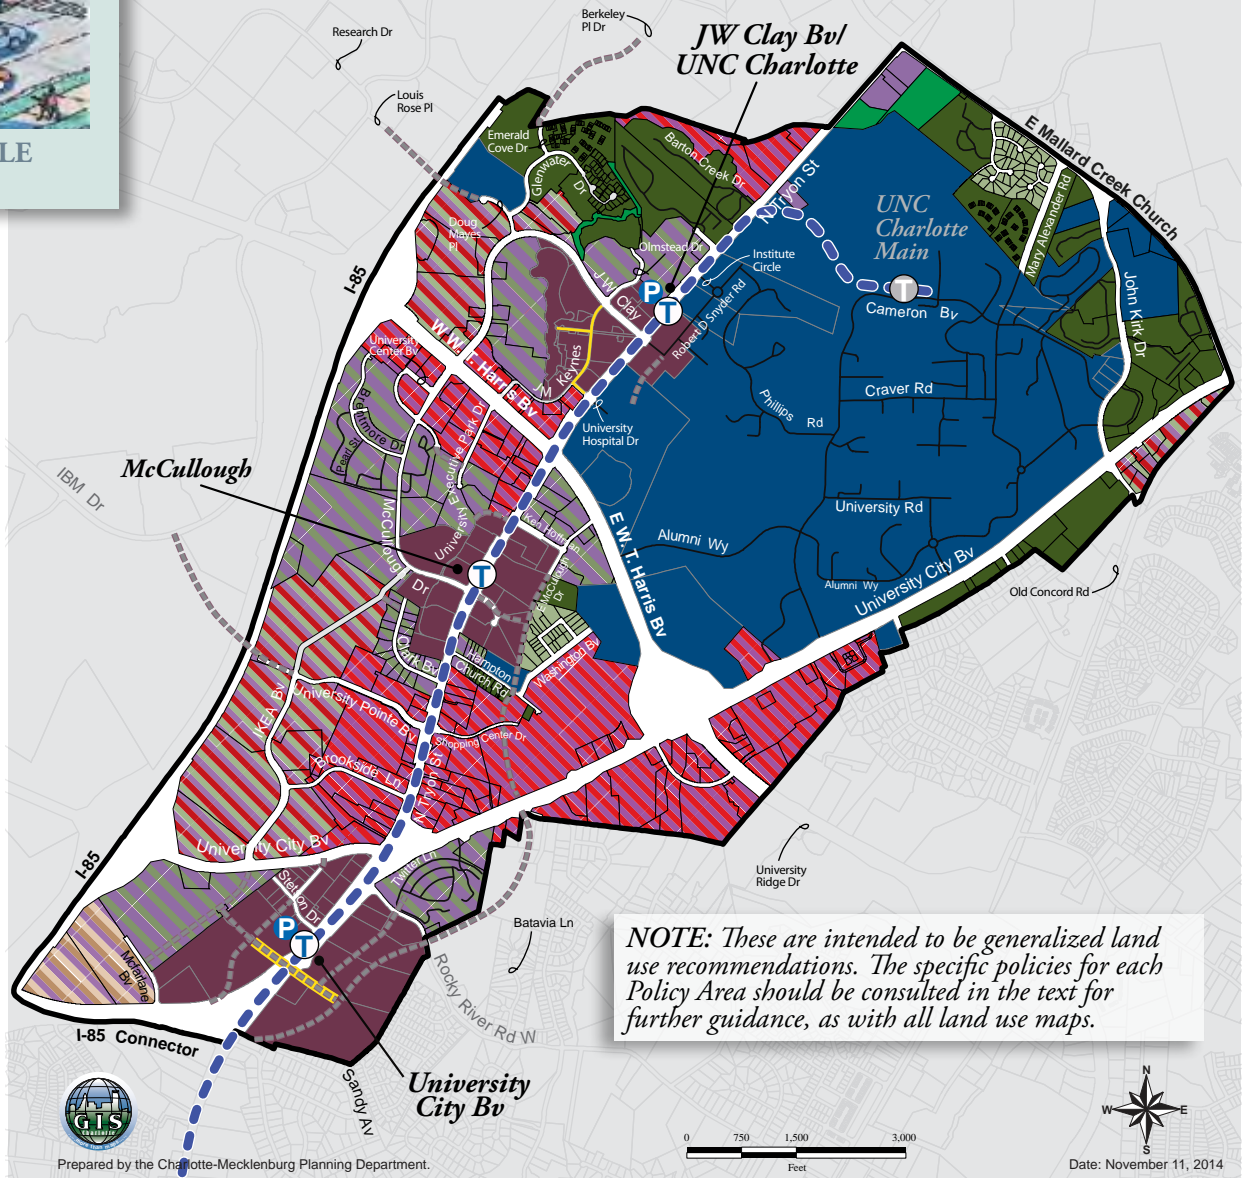 LE
Research Dr
Berkeley
Pl Dr
JW Clay Bv/
UNC Charlotte
Louis
Rose Pl
Emerald
Cove Dr
Glenwater
Dr
Barton Creek Dr
E Mallard Creek Church
N Tryon St
UNC
Charlotte
Main
Mary Alexander Rd
Doug
Mayes
Pl
Olmstead Dr
Institute
Circle
I-85
J W Clay
P
T
T
Robert D Snyder Rd
Cameron Bv
John Kirk Dr
University
Center Bv
W W. T. Harris Bv
JM
Keynes
Craver Rd
Phillips
Rd
Brenmore Dr
Pearl St
University Executive Park Dr
University
Hospital Dr
McCullough
IBM Dr
McCullough
Dr
Ken Hoffman
University Rd
E W. T. Harris Bv
Alumni Wy
T
E McCullough
Dr
Alumni Wy
University City Bv
Old Concord Rd
Clark Bv
Hampton
Church Rd
Washington Bv
IKEA Bv
University Pointe Bv
Shopping Center Dr
Brookside Ln
N Tryon St
University City Bv
Twitter Ln
I-85
University
Ridge Dr
Stetson Dr
P
T
Batavia Ln
Mcfarlane
Bv
Rocky River Rd W
NOTE: These are intended to be generalized land
use recommendations. The specific policies for each
Policy Area should be consulted in the text for
further guidance, as with all land use maps.
I-85 Connector
University
City Bv
Sandy Av
GIS
N
W
E
S
0 750 1,500 3,000
Feet
Prepared by the Charlotte-Mecklenburg Planning Department.
Date: November 11, 2014